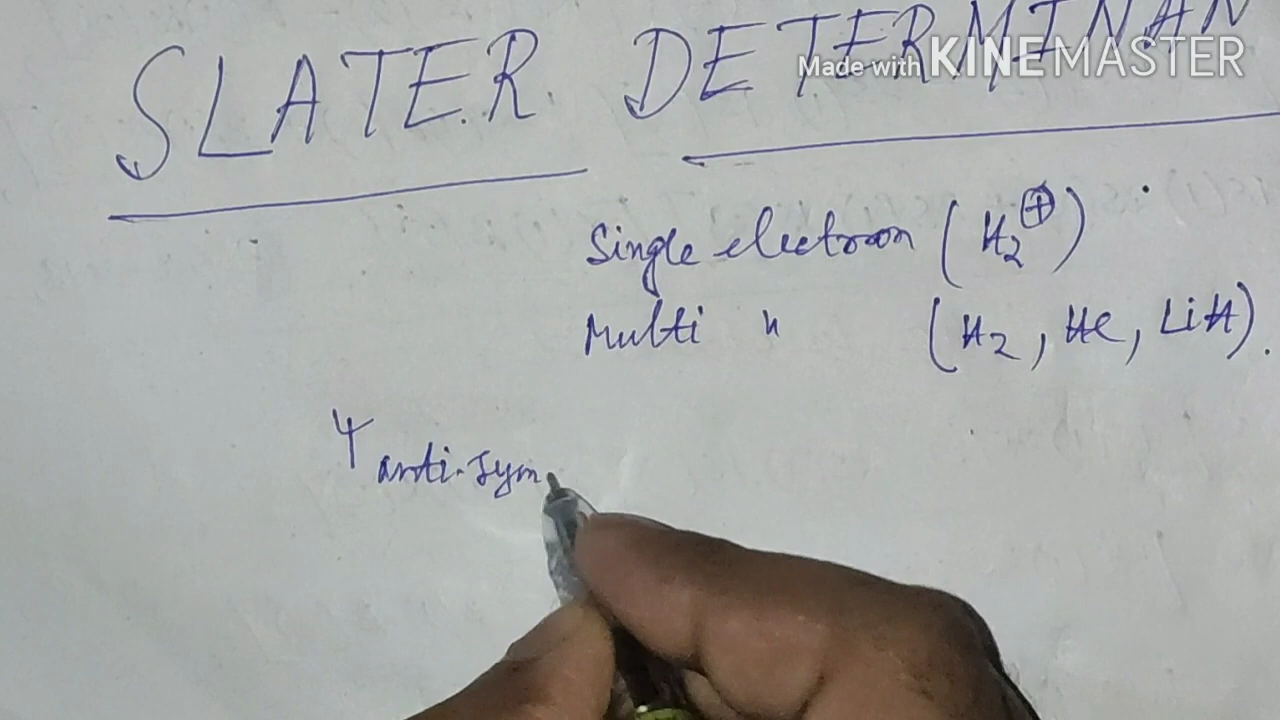 SLATER DETERMINAN
Made with KINEMASTER
Single electron ( H2⊕ )
Multi " ( H2, He, LiH ).
Ψ anti-sym